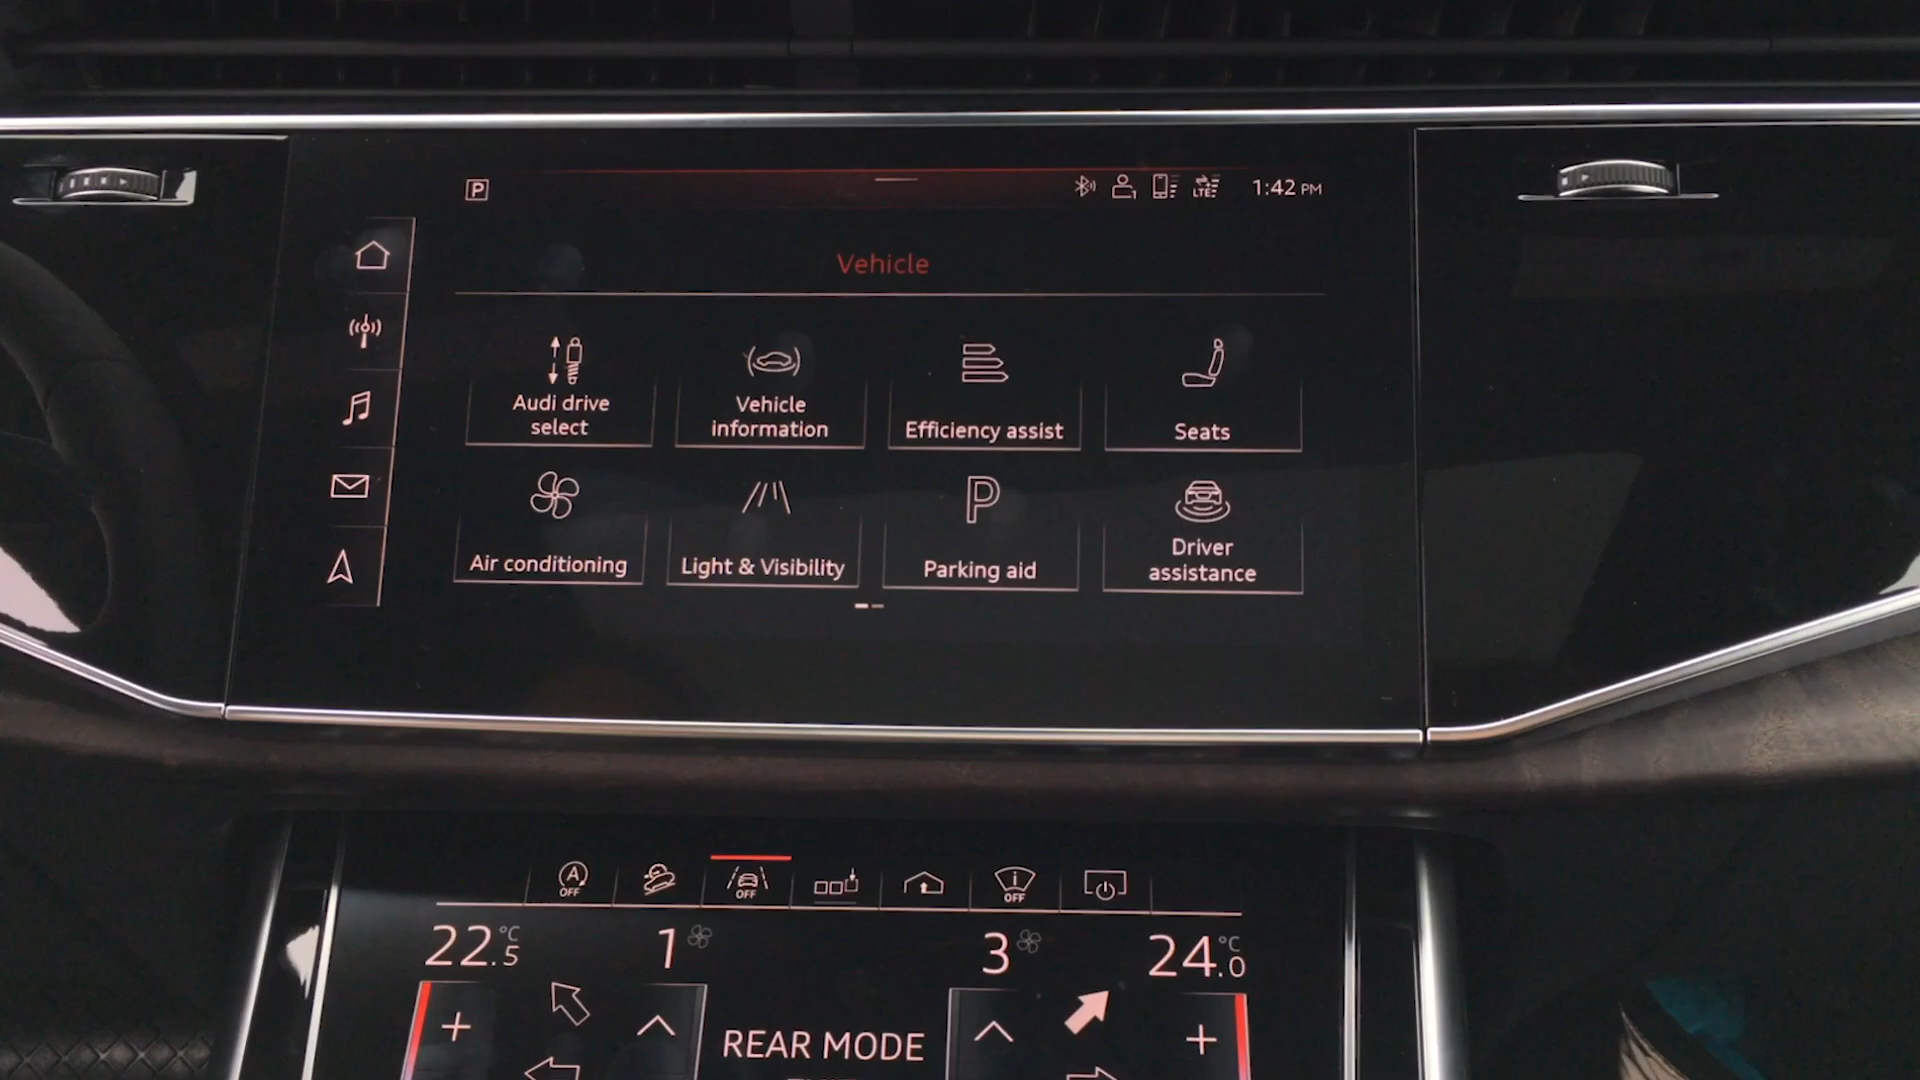 P
LTE
1:42 PM
Vehicle
Audi drive
select
Vehicle
information
Efficiency assist
Seats
P
Air conditioning
Light & Visibility
Parking aid
Driver
assistance
A
OFF
OFF
i
OFF
22.5 °C
1
3
24.0 °C
+
REAR MODE
+